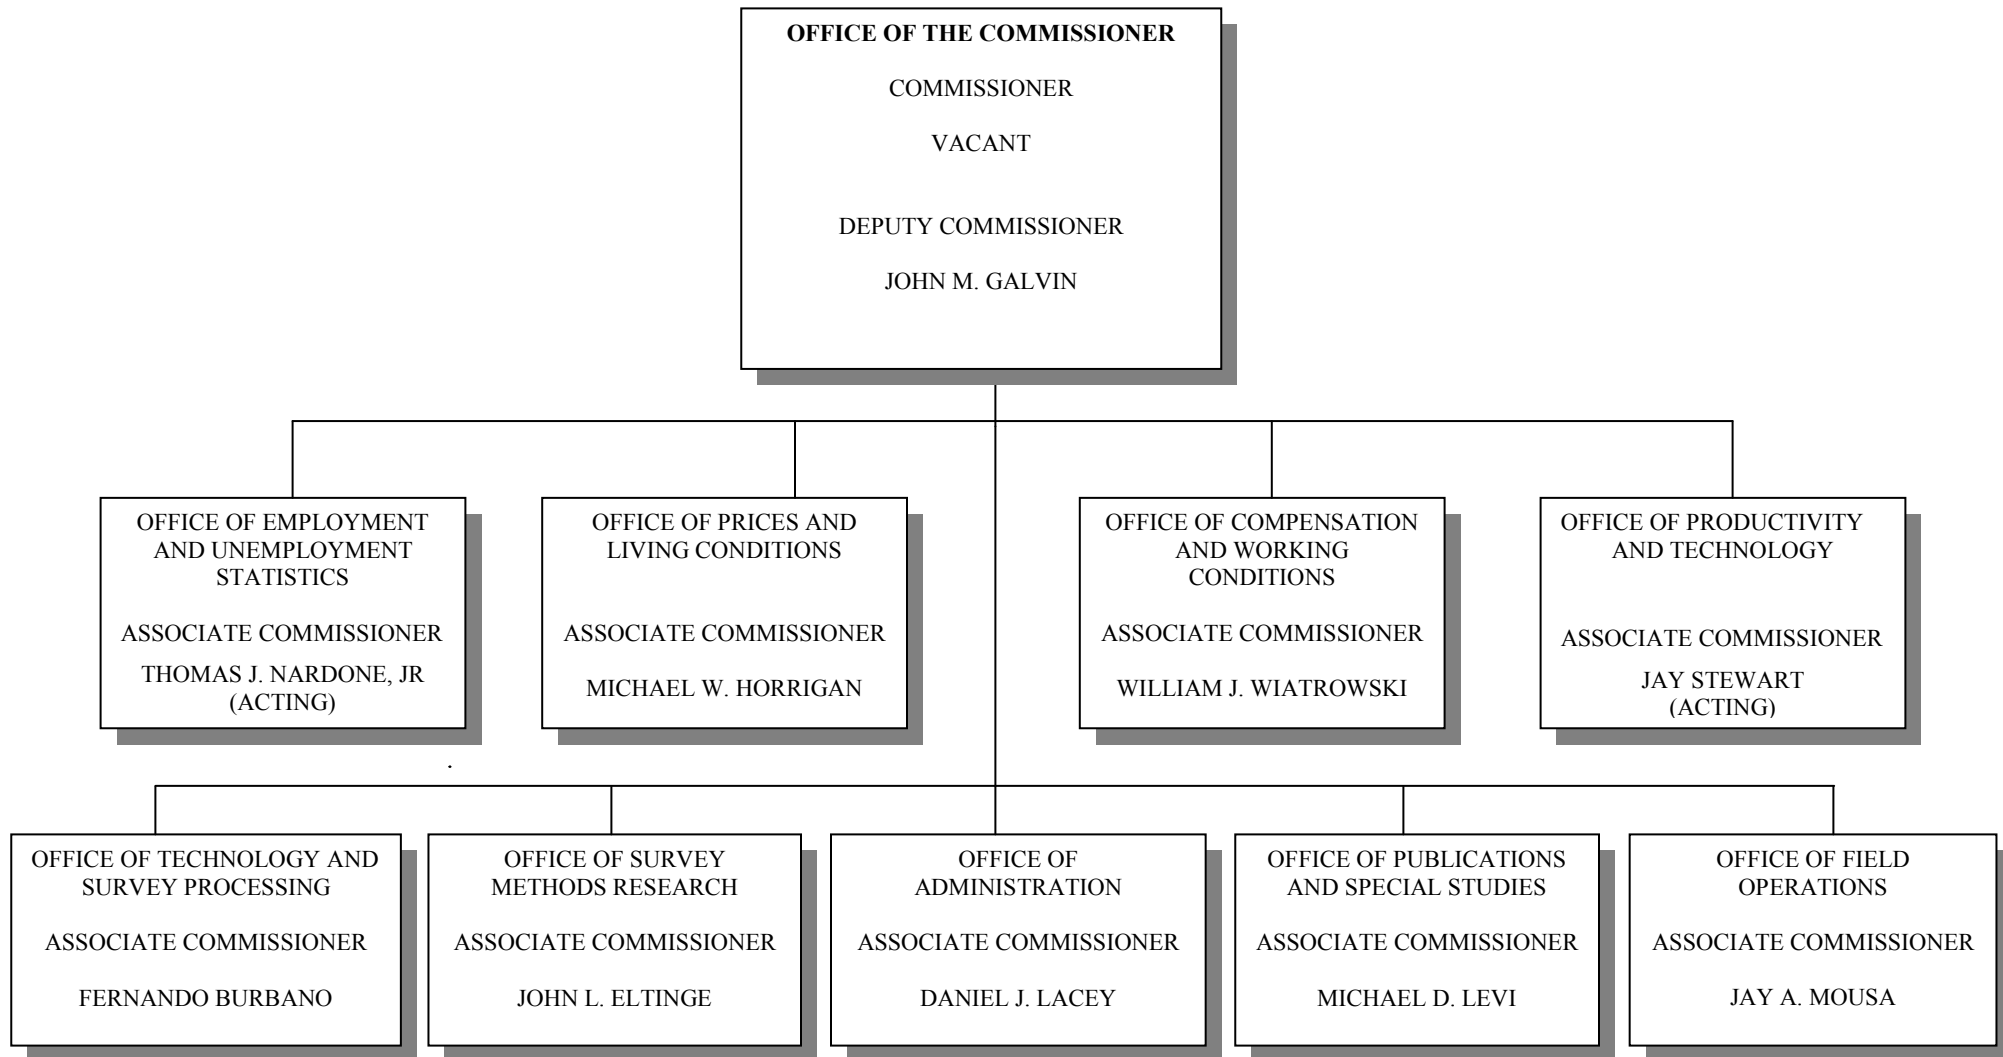 OFFICE OF THE COMMISSIONER
COMMISSIONER
VACANT
DEPUTY COMMISSIONER
JOHN M. GALVIN
OFFICE OF EMPLOYMENT
AND UNEMPLOYMENT
STATISTICS
ASSOCIATE COMMISSIONER
THOMAS J. NARDONE, JR
(ACTING)
OFFICE OF PRICES AND
LIVING CONDITIONS
ASSOCIATE COMMISSIONER
MICHAEL W. HORRIGAN
OFFICE OF COMPENSATION
AND WORKING
CONDITIONS
ASSOCIATE COMMISSIONER
WILLIAM J. WIATROWSKI
OFFICE OF PRODUCTIVITY
AND TECHNOLOGY
ASSOCIATE COMMISSIONER
JAY STEWART
(ACTING)
.
OFFICE OF TECHNOLOGY AND
SURVEY PROCESSING
ASSOCIATE COMMISSIONER
FERNANDO BURBANO
OFFICE OF SURVEY
METHODS RESEARCH
ASSOCIATE COMMISSIONER
JOHN L. ELTINGE
OFFICE OF
ADMINISTRATION
ASSOCIATE COMMISSIONER
DANIEL J. LACEY
OFFICE OF PUBLICATIONS
AND SPECIAL STUDIES
ASSOCIATE COMMISSIONER
MICHAEL D. LEVI
OFFICE OF FIELD
OPERATIONS
ASSOCIATE COMMISSIONER
JAY A. MOUSA